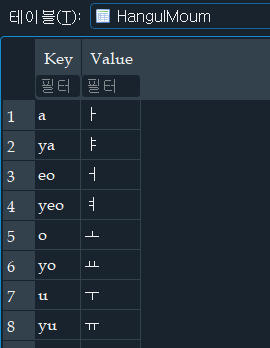 테이블(T): HangulMoum
Key Value
필터 필터
1 a ㅏ
2 ya ㅑ
3 eo ㅓ
4 yeo ㅕ
5 o ㅗ
6 yo ㅛ
7 u ㅜ
8 yu ㅠ